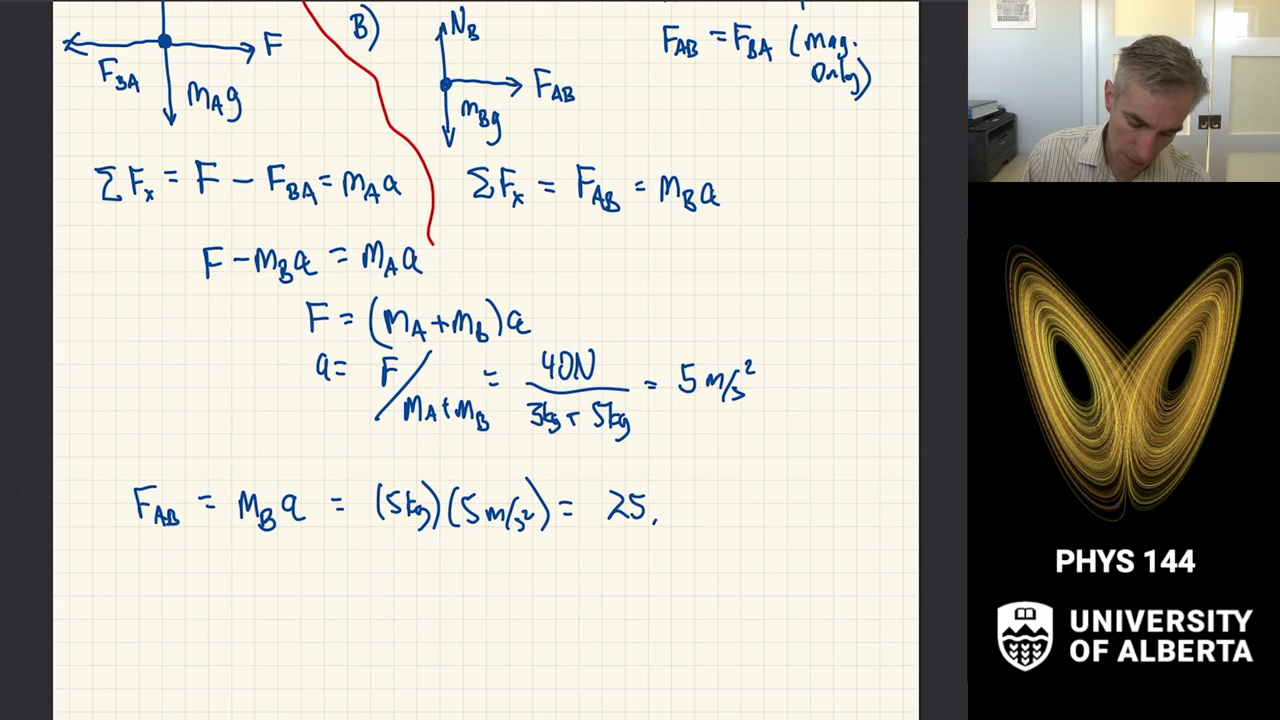 B)
N_B
F_AB = F_BA (mag. only)
F
F_BA
m_A g
F_AB
m_B g
ΣF_x = F − F_BA = m_A a
ΣF_x = F_AB = m_B a
F − m_B a = m_A a
F = (m_A + m_B) a
a = F / m_A + m_B = 40N / 3kg + 5kg = 5 m/s²
F_AB = m_B a = (5kg)(5 m/s²) = 25
PHYS 144
UNIVERSITY
OF ALBERTA